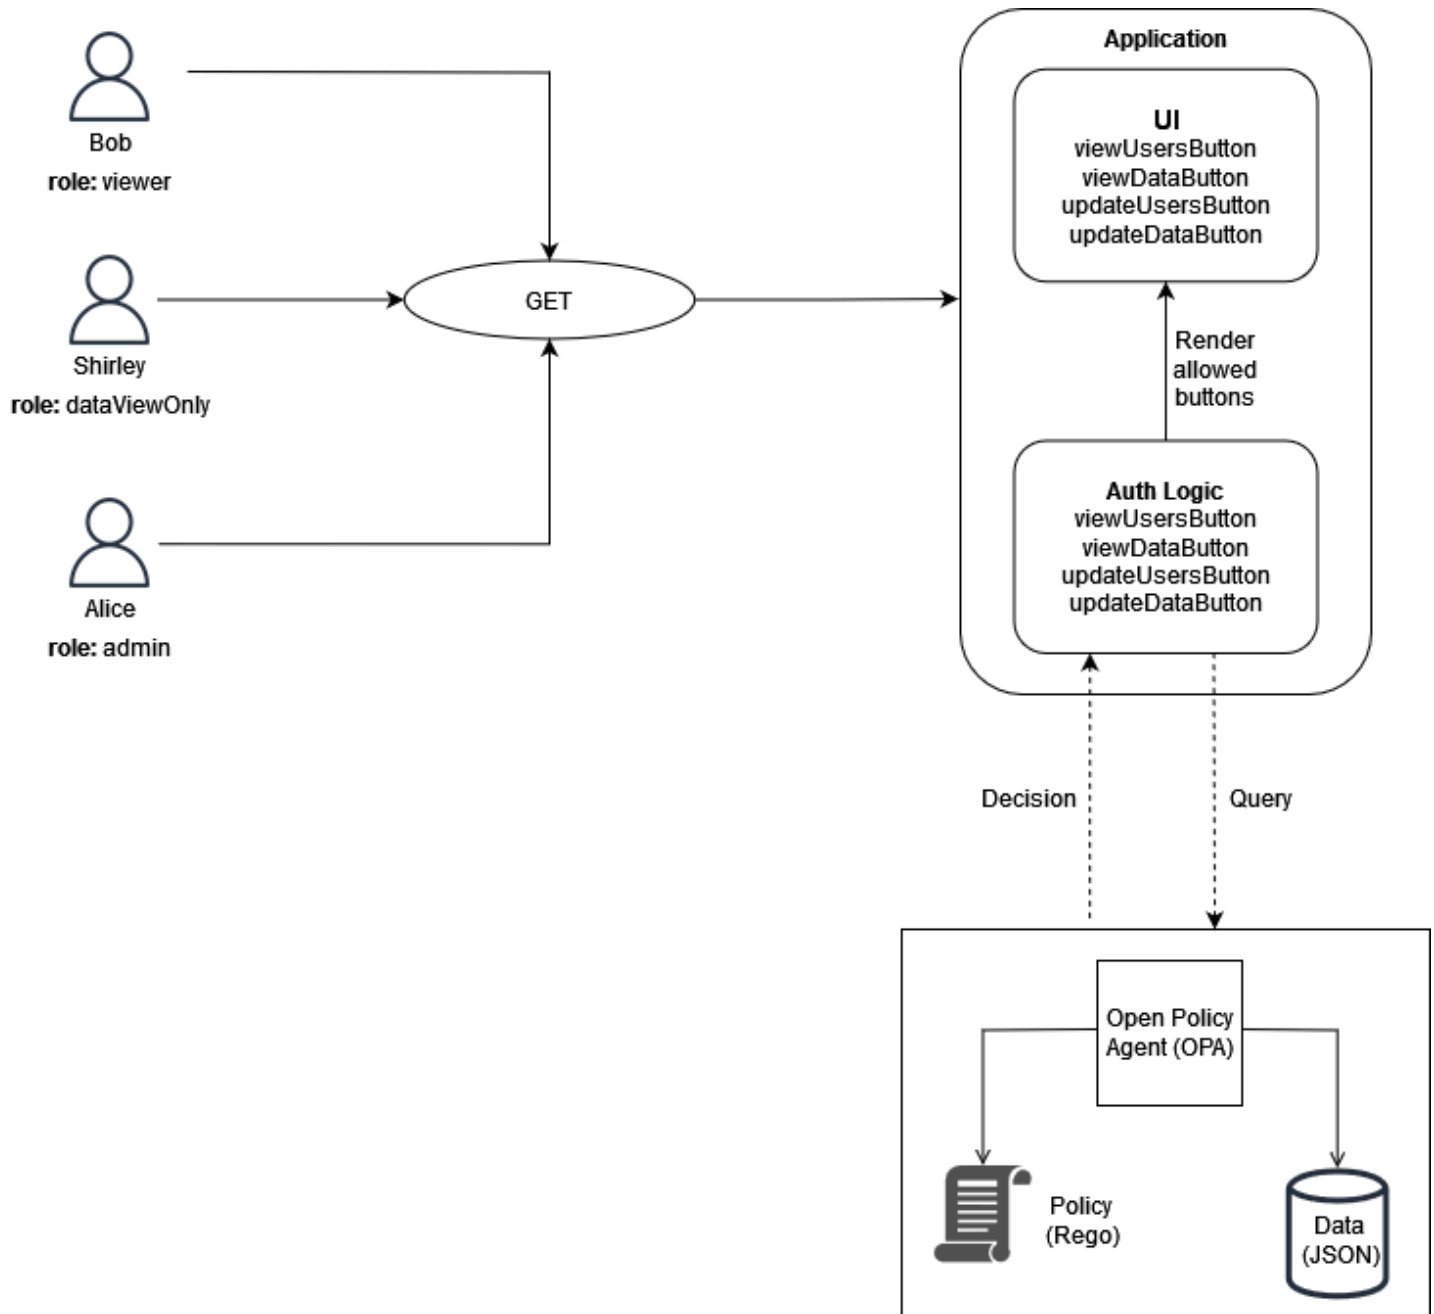 Bob
role: viewer
Shirley
role: dataViewOnly
Alice
role: admin
GET
Application
UI
viewUsersButton
viewDataButton
updateUsersButton
updateDataButton
Render
allowed
buttons
Auth Logic
viewUsersButton
viewDataButton
updateUsersButton
updateDataButton
Decision
Query
Open Policy
Agent (OPA)
Policy
(Rego)
Data
(JSON)